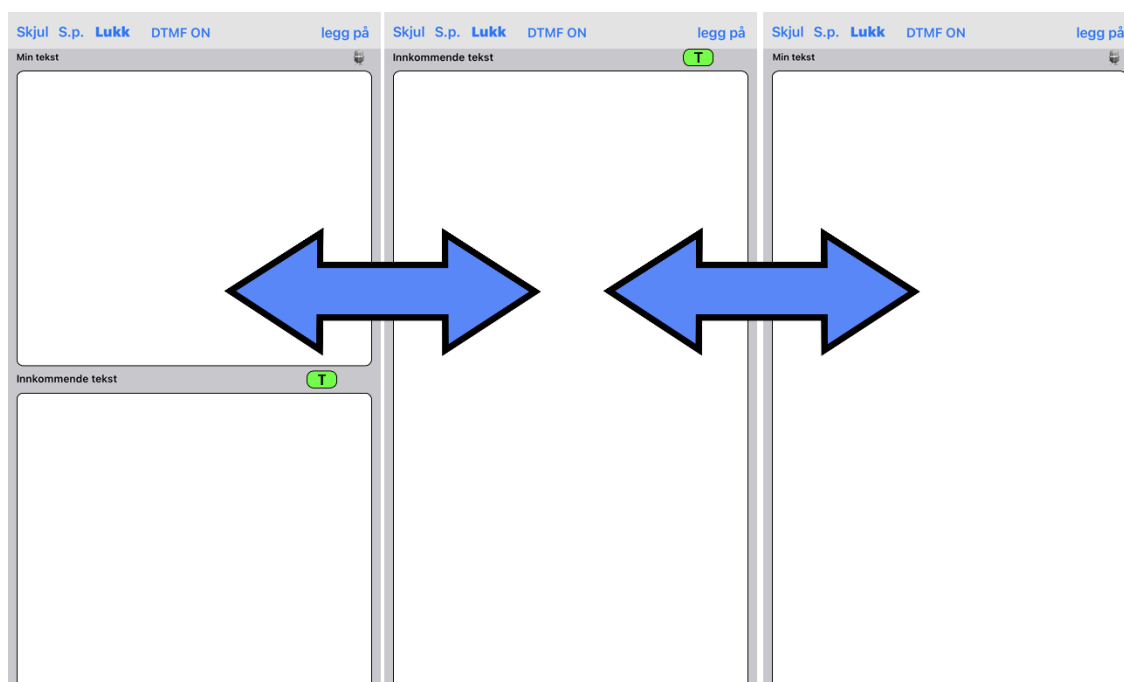 Skjul S.p. Lukk DTMF ON legg på
Min tekst
Innkommende tekst T
Skjul S.p. Lukk DTMF ON legg på
Innkommende tekst T
Skjul S.p. Lukk DTMF ON legg på
Min tekst